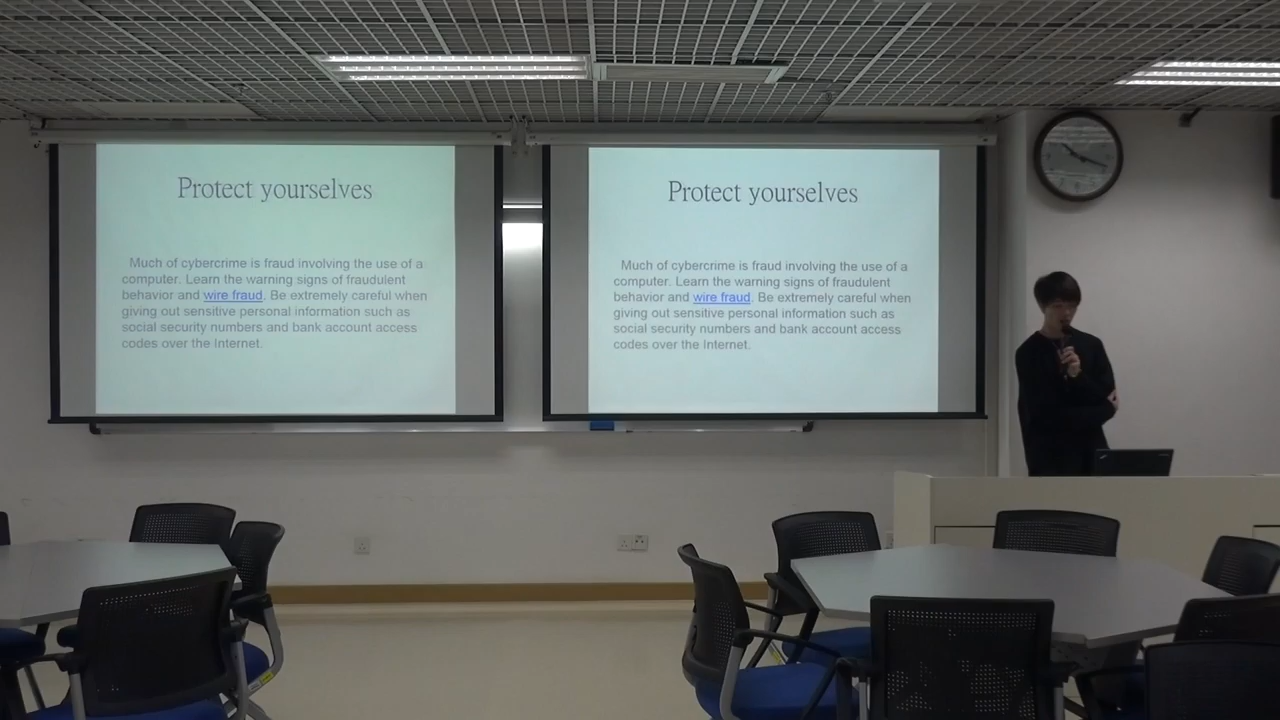 Protect yourselves
Much of cybercrime is fraud involving the use of a
computer. Learn the warning signs of fraudulent
behavior and wire fraud. Be extremely careful when
giving out sensitive personal information such as
social security numbers and bank account access
codes over the Internet.
Protect yourselves
Much of cybercrime is fraud involving the use of a
computer. Learn the warning signs of fraudulent
behavior and wire fraud. Be extremely careful when
giving out sensitive personal information such as
social security numbers and bank account access
codes over the Internet.